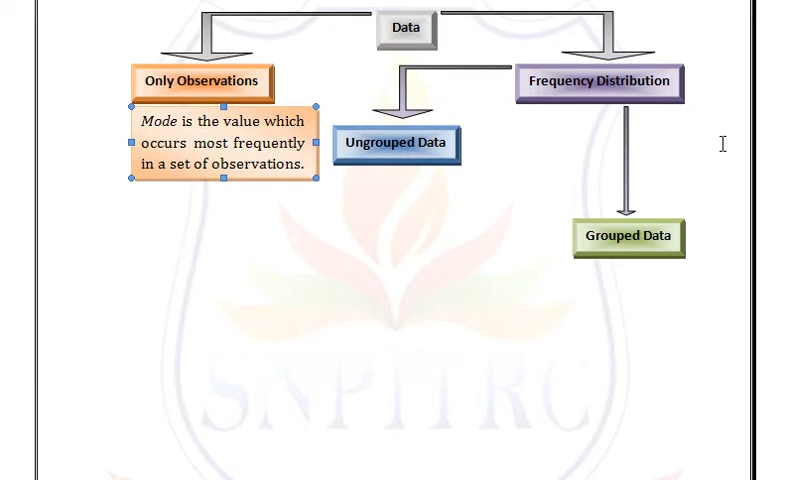 Data
Only Observations
Frequency Distribution
Mode is the value which
occurs most frequently
in a set of observations.
Ungrouped Data
Grouped Data
SNPITRC